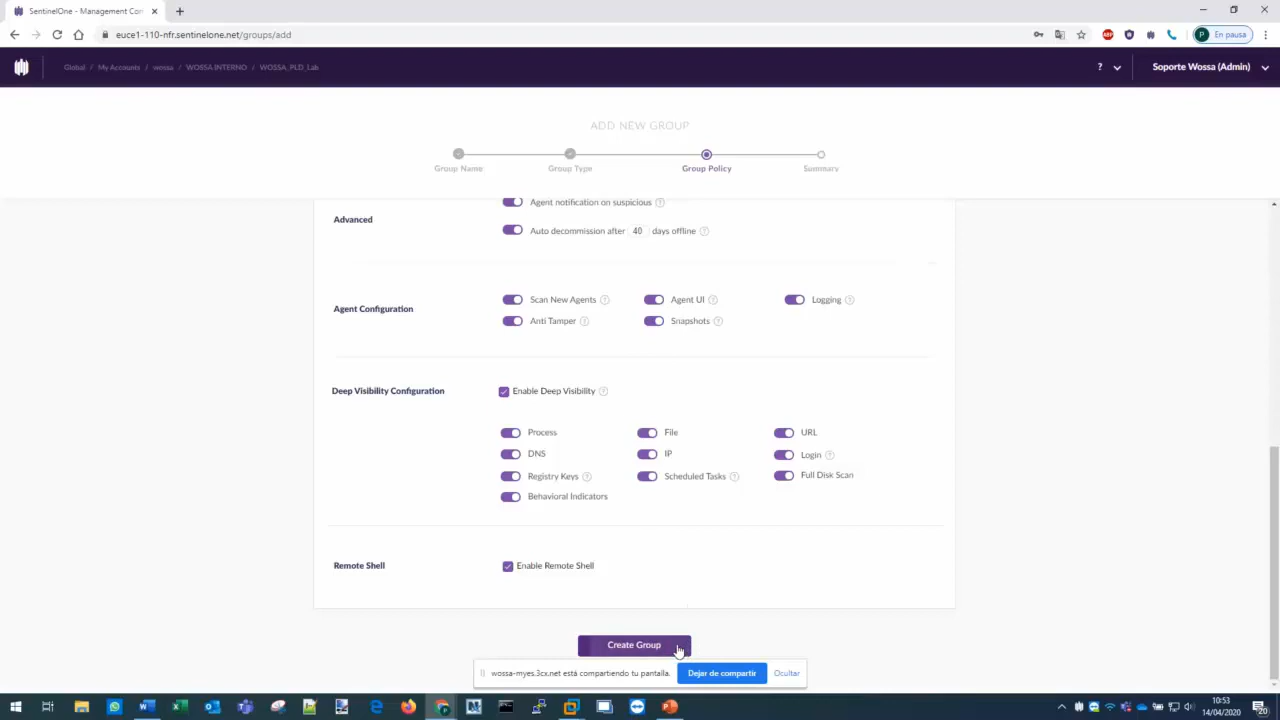 SentinelOne - Management Con
euce1-110-nfr.sentinelone.net/groups/add
ABP
P En pausa
Global / My Accounts / wossa / WOSSA INTERNO / WOSSA_PLD_Lab
?
Soporte Wossa (Admin)
ADD NEW GROUP
Group Name
Group Type
Group Policy
Summary
Advanced
Agent notification on suspicious ?
Auto decommission after 40 days offline ?
Agent Configuration
Scan New Agents ? Agent UI ? Logging ?
Anti Tamper ? Snapshots ?
Deep Visibility Configuration
Enable Deep Visibility ?
Process File URL
DNS IP Login ?
Registry Keys ? Scheduled Tasks ? Full Disk Scan
Behavioral Indicators
Remote Shell
Enable Remote Shell
Create Group
wossa-myes.3cx.net está compartiendo tu pantalla. Dejar de compartir Ocultar
10:53
14/04/2020
20